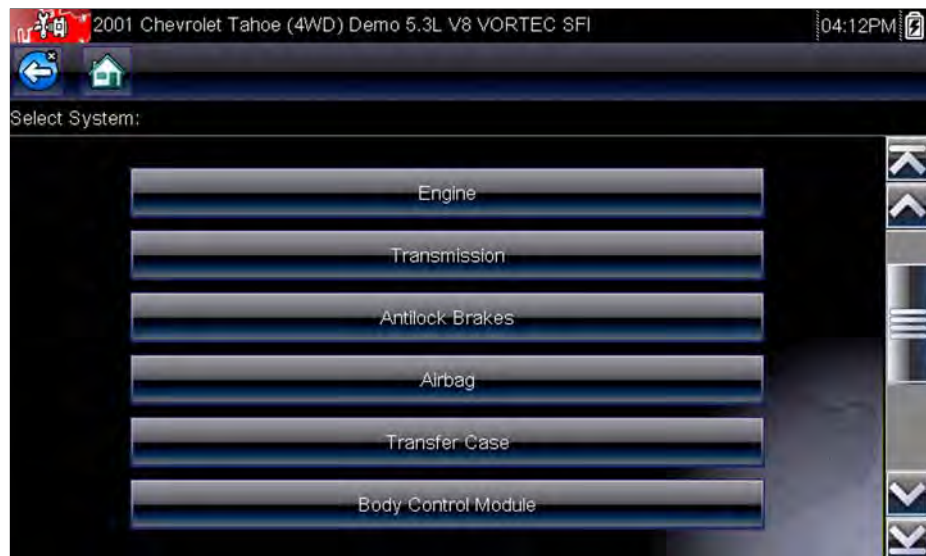 2001 Chevrolet Tahoe (4WD) Demo 5.3L V8 VORTEC SFI 04:12PM
Select System:
Engine
Transmission
Antilock Brakes
Airbag
Transfer Case
Body Control Module